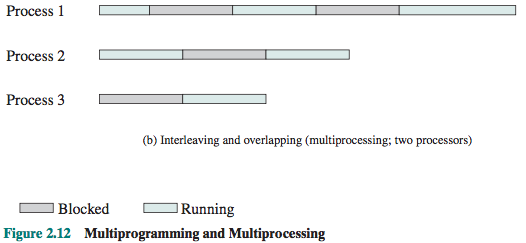 Process 1
Process 2
Process 3
(b) Interleaving and overlapping (multiprocessing; two processors)
Blocked Running
Figure 2.12 Multiprogramming and Multiprocessing